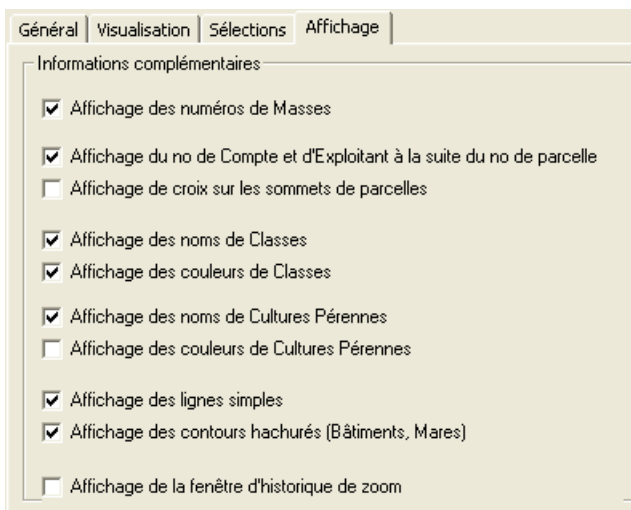 Général Visualisation Sélections Affichage
Informations complémentaires
Affichage des numéros de Masses
Affichage du no de Compte et d'Exploitant à la suite du no de parcelle
Affichage de croix sur les sommets de parcelles
Affichage des noms de Classes
Affichage des couleurs de Classes
Affichage des noms de Cultures Pérennes
Affichage des couleurs de Cultures Pérennes
Affichage des lignes simples
Affichage des contours hachurés (Bâtiments, Mares)
Affichage de la fenêtre d'historique de zoom